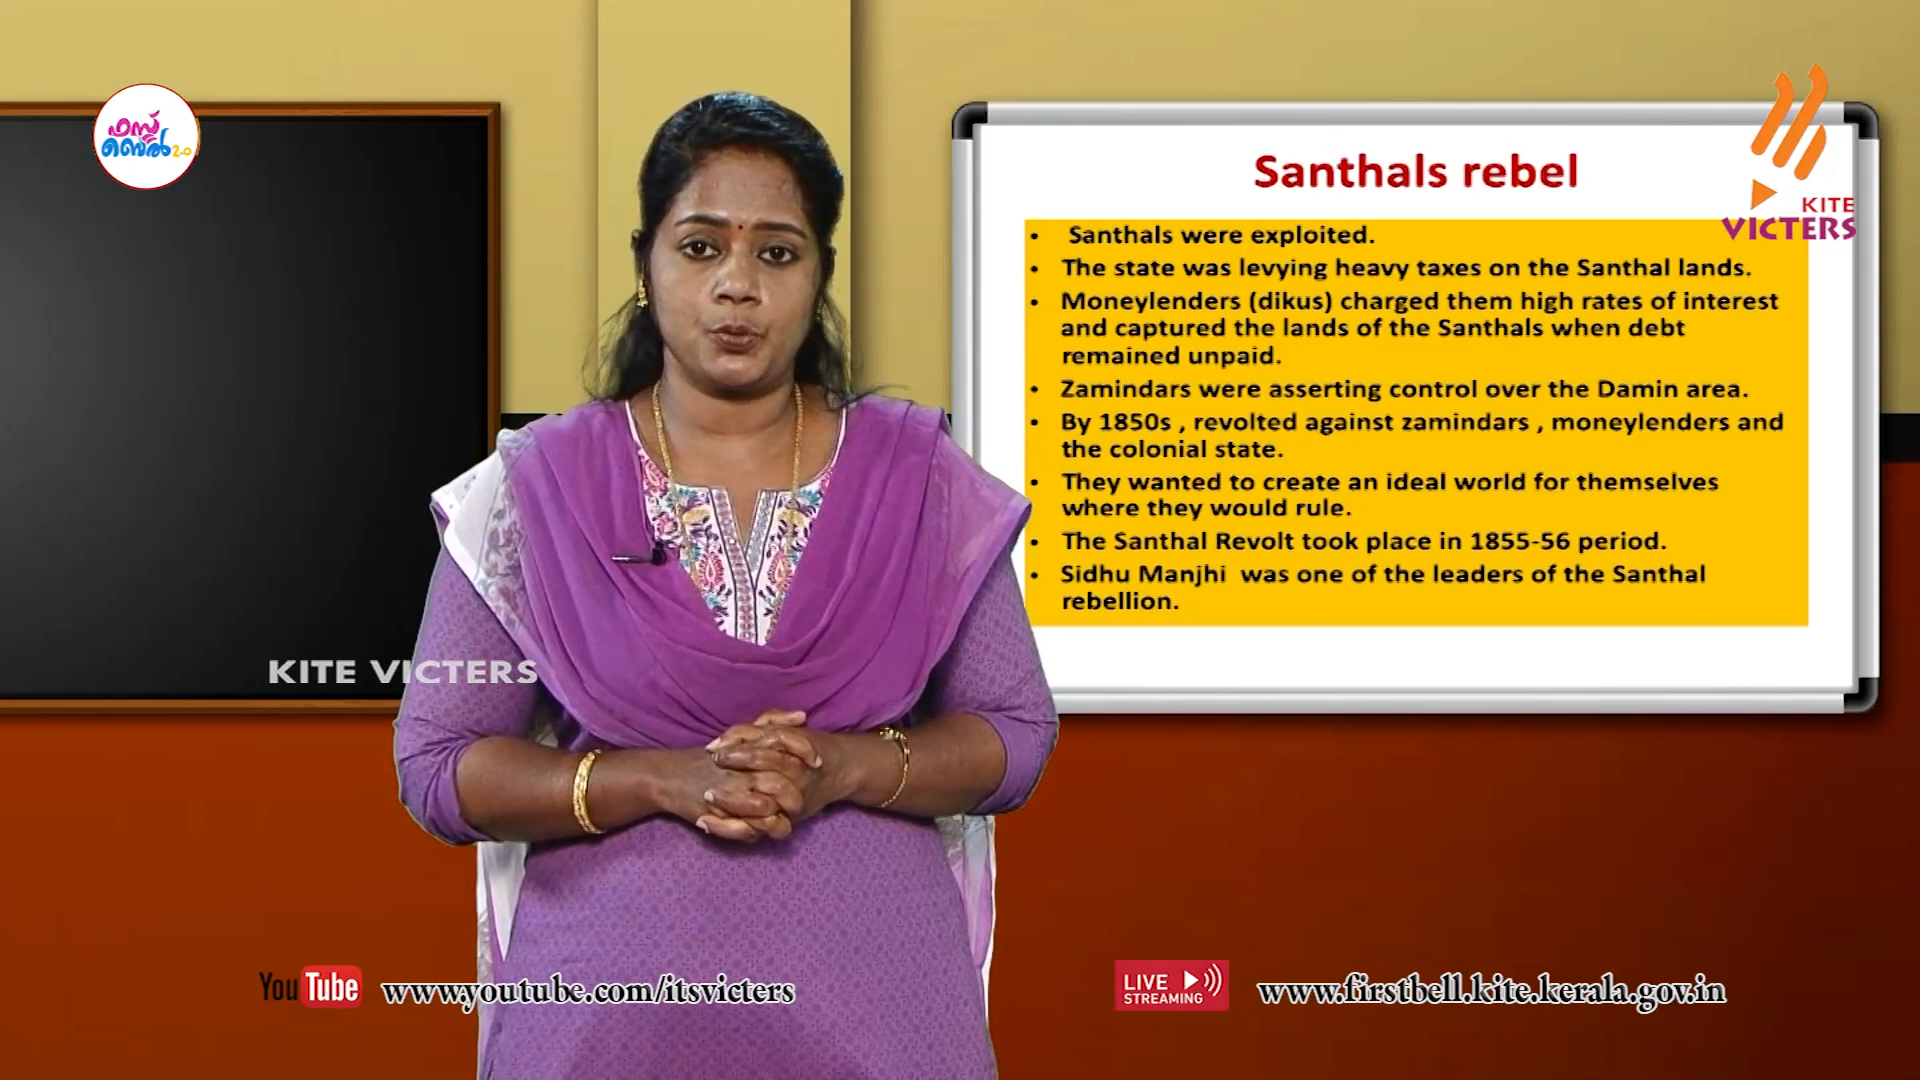 ഫസ്റ്റ്
ബെൽ 2.0
KITE
VICTERS
Santhals rebel
• Santhals were exploited.
• The state was levying heavy taxes on the Santhal lands.
• Moneylenders (dikus) charged them high rates of interest
and captured the lands of the Santhals when debt
remained unpaid.
• Zamindars were asserting control over the Damin area.
• By 1850s , revolted against zamindars , moneylenders and
the colonial state.
• They wanted to create an ideal world for themselves
where they would rule.
• The Santhal Revolt took place in 1855-56 period.
• Sidhu Manjhi was one of the leaders of the Santhal
rebellion.
KITE VICTERS
YouTube www.youtube.com/itsvicters
LIVE
STREAMING
www.firstbell.kite.kerala.gov.in